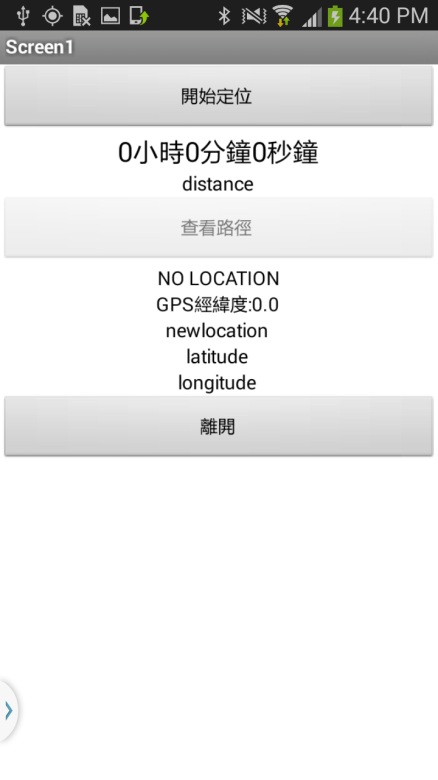 4:40 PM
Screen1
開始定位
0小時0分鐘0秒鐘
distance
查看路徑
NO LOCATION
GPS經緯度:0.0
newlocation
latitude
longitude
離開